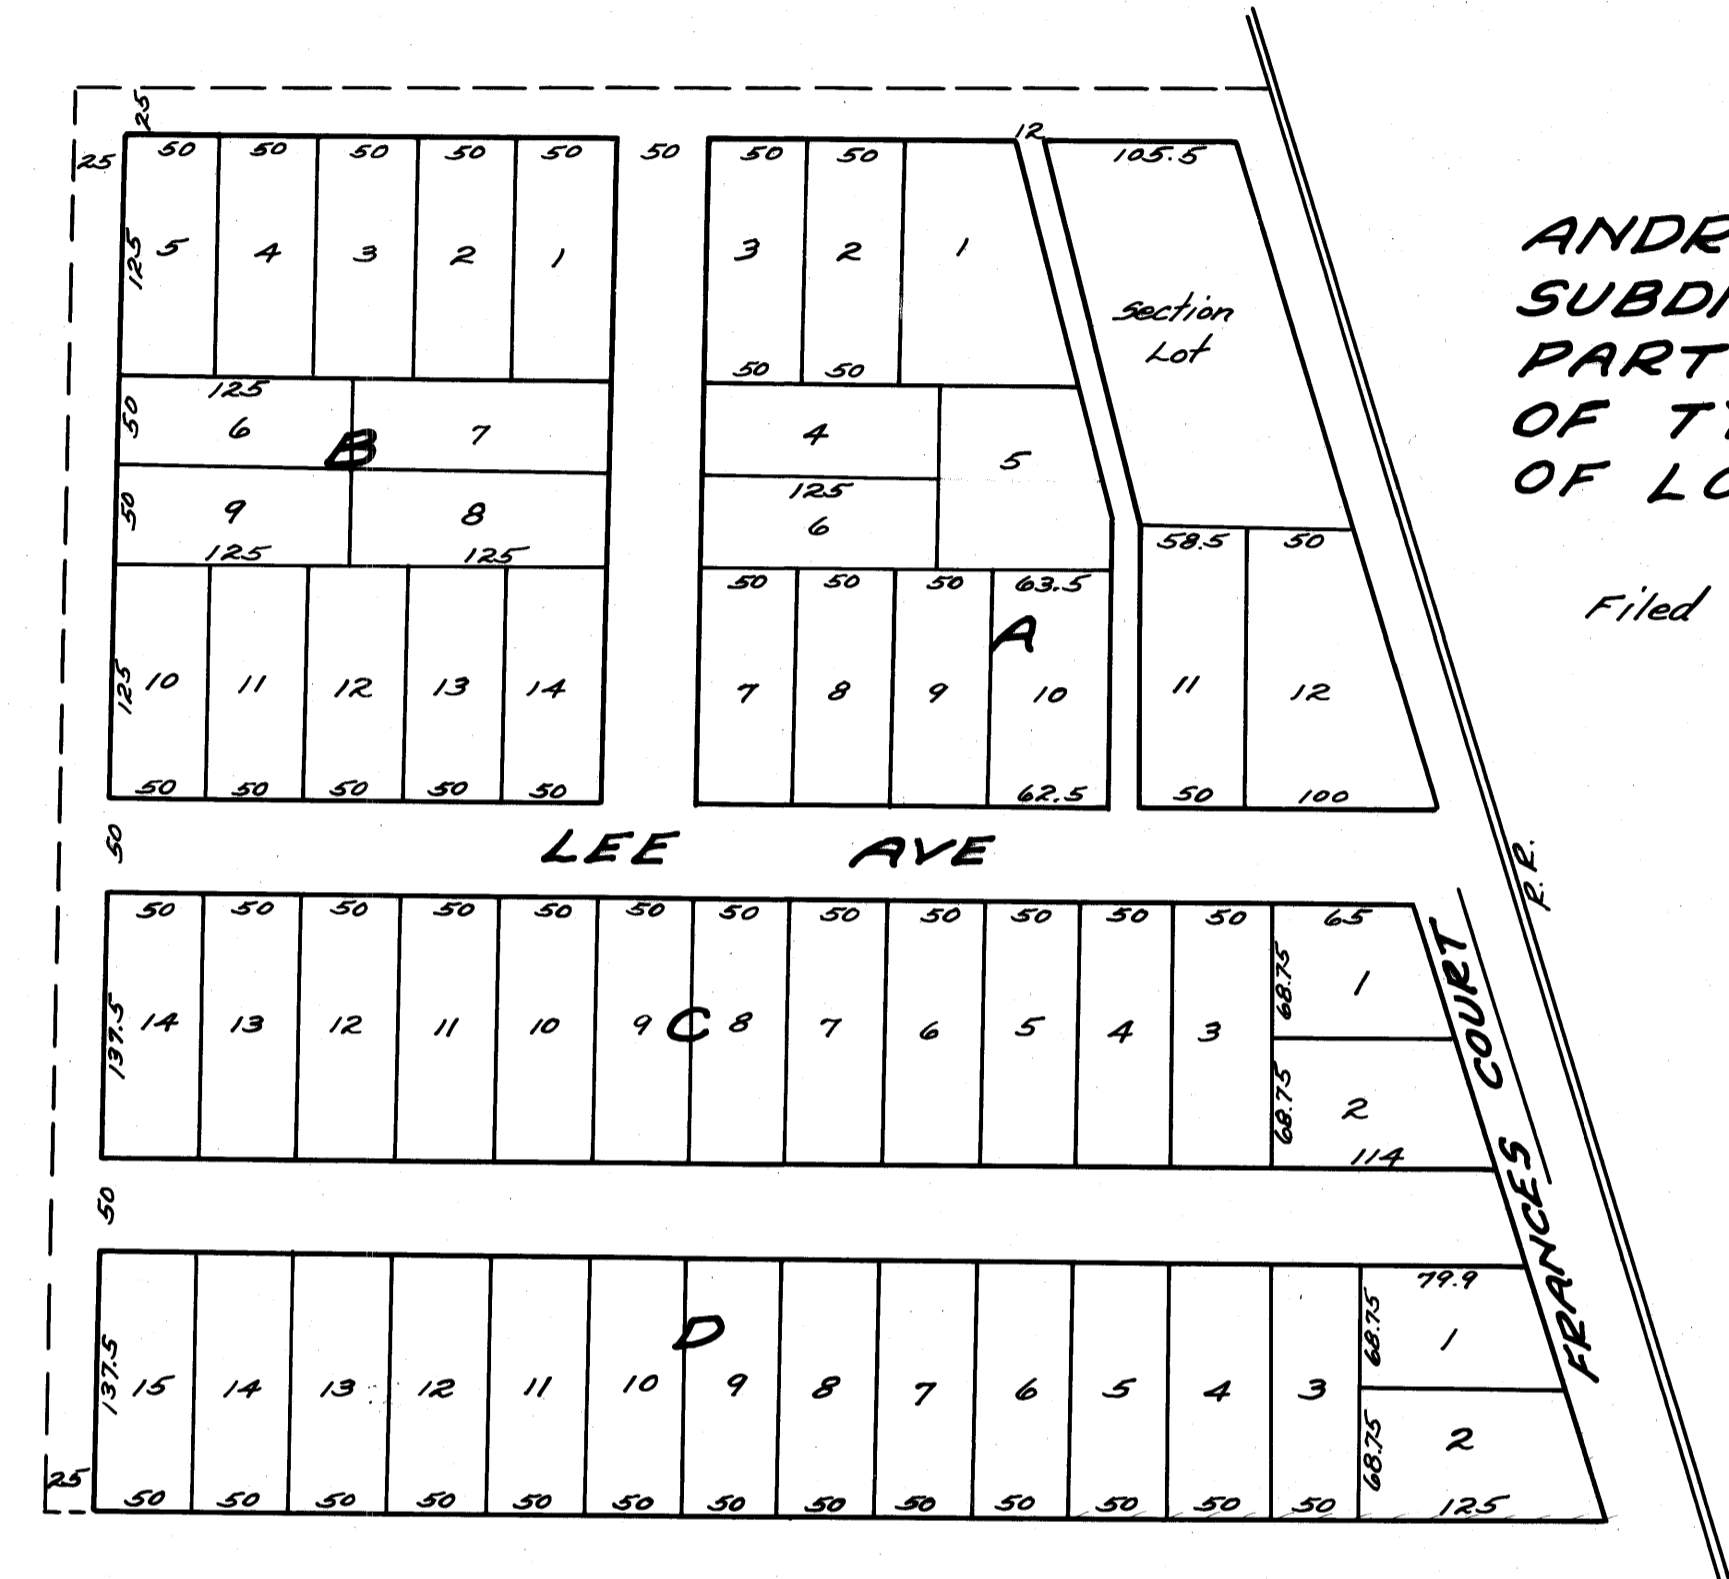 25
25 50 50 50 50 50 50 50 50 12 105.5
125 5 4 3 2 1 3 2 1
section
Lot
50 50
125
50 6 B 7 4 5
125
50 9 8 6
125 125
58.5 50
50 50 50 63.5
A
125 10 11 12 13 14 7 8 9 10 11 12
50 50 50 50 50 62.5 50 100
50 LEE AVE
R.R.
50 50 50 50 50 50 50 50 50 50 50 50 65
68.75 1
137.5 14 13 12 11 10 9 C 8 7 6 5 4 3
68.75 2
114
FRANCES COURT
50
79.9
68.75 1
D
137.5 15 14 13 12 11 10 9 8 7 6 5 4 3
68.75 2
25 50 50 50 50 50 50 50 50 50 50 50 50 50 125
ANDR
SUBDI
PART
OF TY
OF LO
Filed